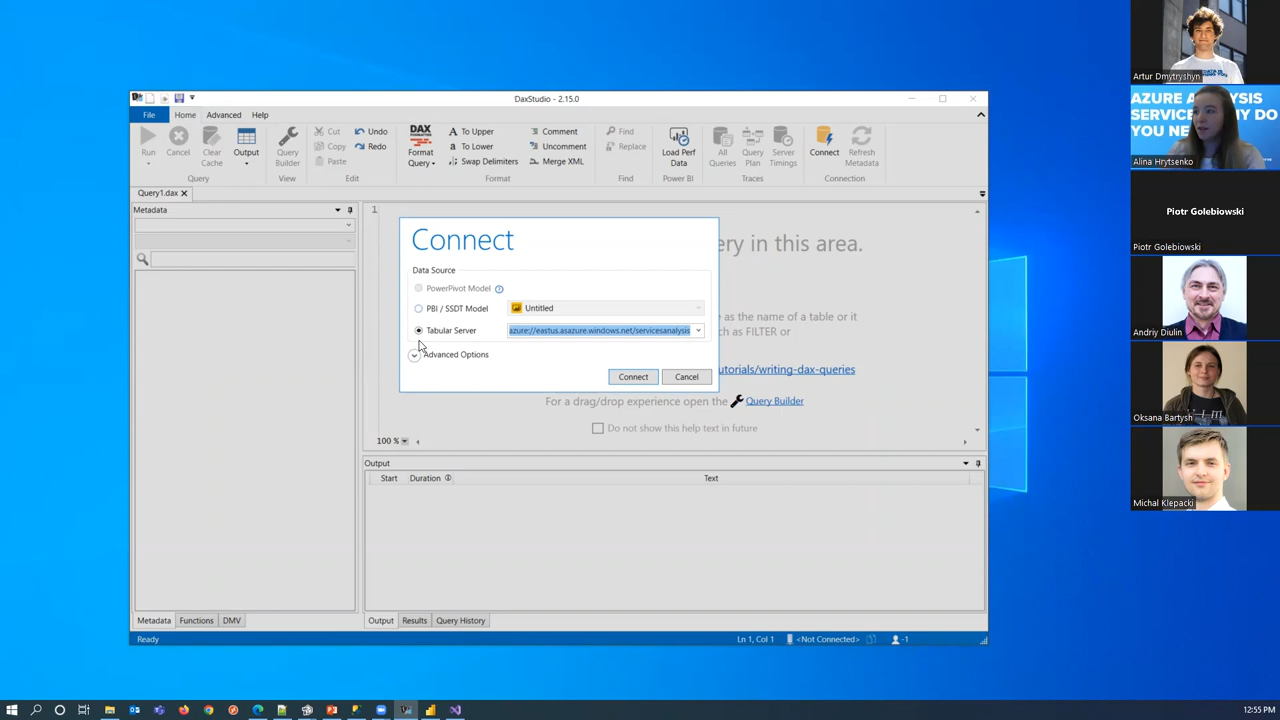 DaxStudio - 2.15.0
File
Home
Advanced
Help
Run
Cancel
Clear
Cache
Output
Query
Query
Builder
View
Cut
Copy
Paste
Undo
Redo
Edit
DAX
FORMATTER
Format
Query
To Upper
To Lower
Swap Delimiters
Comment
Uncomment
Merge XML
Format
Find
Replace
Find
Load Perf
Data
Power BI
All
Queries
Query
Plan
Server
Timings
Traces
Connect
Refresh
Metadata
Connection
Query1.dax
Metadata
1
ery in this area.
e as the name of a table or it
ch as FILTER or
utorials/writing-dax-queries
For a drag/drop experience open the Query Builder
Do not show this help text in future
100 %
Connect
Data Source
PowerPivot Model
PBI / SSDT Model
Untitled
Tabular Server
azure://eastus.asazure.windows.net/servicesanalysis
Advanced Options
Connect
Cancel
Output
Start
Duration
Text
Metadata
Functions
DMV
Output
Results
Query History
Ready
Ln 1, Col 1
<Not Connected>
-1
12:55 PM
Artur Dmytryshyn
AZURE A
YSIS
SERVICE
Y DO
YOU NE
Alina Hrytsenko
Piotr Golebiowski
Piotr Golebiowski
Andriy Diulin
Oksana Bartysh
Michal Klepacki